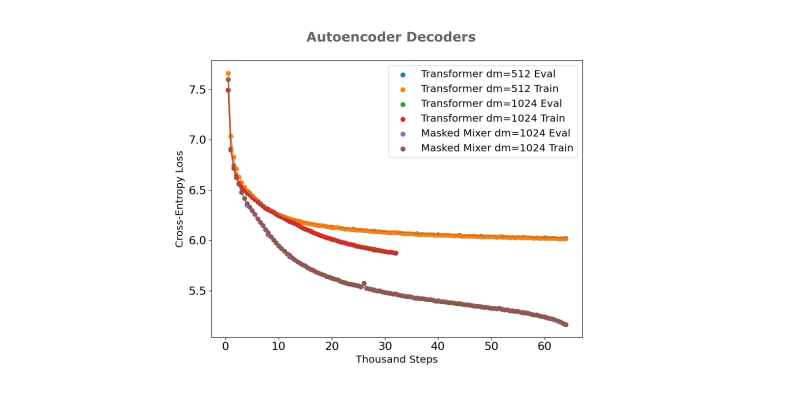 Autoencoder Decoders
Transformer dm=512 Eval
Transformer dm=512 Train
Transformer dm=1024 Eval
Transformer dm=1024 Train
Masked Mixer dm=1024 Eval
Masked Mixer dm=1024 Train
Cross-Entropy Loss
7.5
7.0
6.5
6.0
5.5
0 10 20 30 40 50 60
Thousand Steps